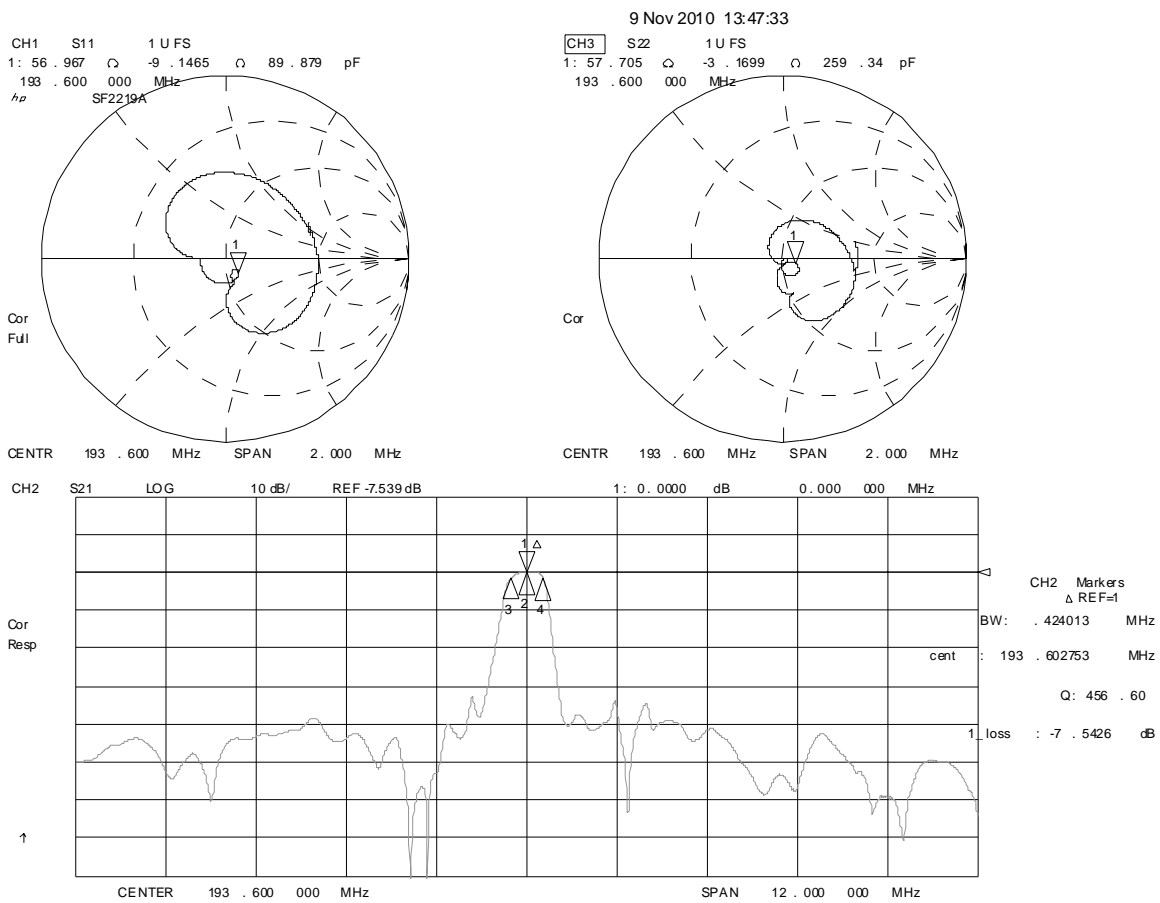 9 Nov 2010 13:47:33
CH1 S11 1 U FS
1: 56 .967 Ω -9 .1465 Ω 89 .879 pF
193 .600 000 MHz
hp SF2219A
1
Cor
Full
CENTR 193 .600 MHz SPAN 2.000 MHz
CH3 S22 1 U FS
1: 57.705 Ω -3 .1699 Ω 259 .34 pF
193 .600 000 MHz
1
Cor
CENTR 193 .600 MHz SPAN 2.000 MHz
CH2 S21 LOG 10 dB/ REF -7.539 dB 1: 0.0000 dB 0.000 000 MHz
1 Δ
3 2 4
Cor
Resp
↑
CH2 Markers
Δ REF=1
BW: .424013 MHz
cent : 193 .602753 MHz
Q: 456 .60
1_loss : -7 .5426 dB
CENTER 193 .600 000 MHz SPAN 12.000 000 MHz